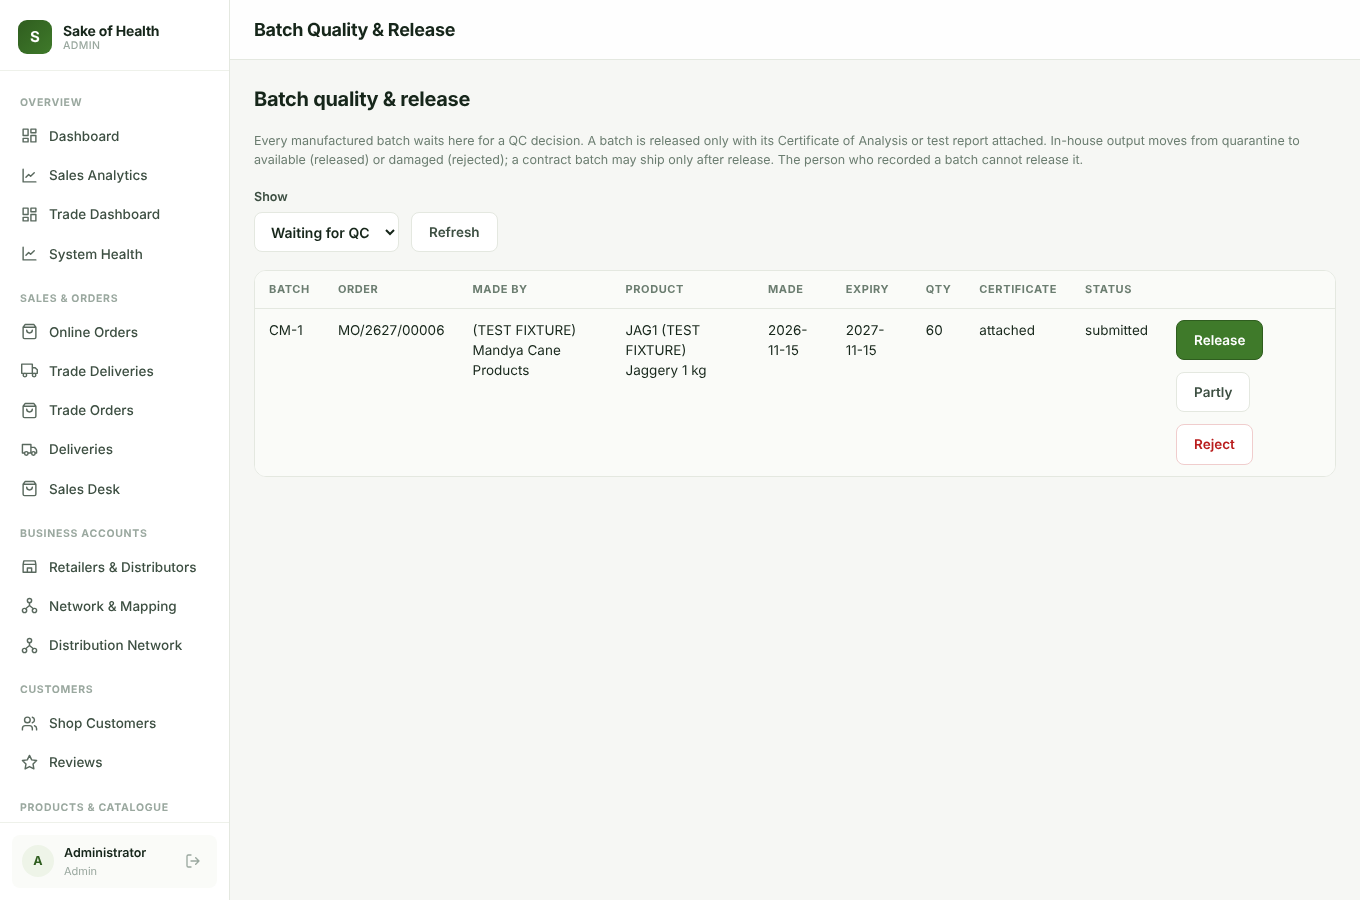 S
Sake of Health
ADMIN
OVERVIEW
Dashboard
Sales Analytics
Trade Dashboard
System Health
SALES & ORDERS
Online Orders
Trade Deliveries
Trade Orders
Deliveries
Sales Desk
BUSINESS ACCOUNTS
Retailers & Distributors
Network & Mapping
Distribution Network
CUSTOMERS
Shop Customers
Reviews
PRODUCTS & CATALOGUE
A
Administrator
Admin
Batch Quality & Release
Batch quality & release
Every manufactured batch waits here for a QC decision. A batch is released only with its Certificate of Analysis or test report attached. In-house output moves from quarantine to
available (released) or damaged (rejected); a contract batch may ship only after release. The person who recorded a batch cannot release it.
Show
Waiting for QC
Refresh
BATCH ORDER MADE BY PRODUCT MADE EXPIRY QTY CERTIFICATE STATUS
CM-1 MO/2627/00006 (TEST FIXTURE) JAG1 (TEST 2026- 2027- 60 attached submitted Release
Mandya Cane FIXTURE) 11-15 11-15
Products Jaggery 1 kg
Partly
Reject